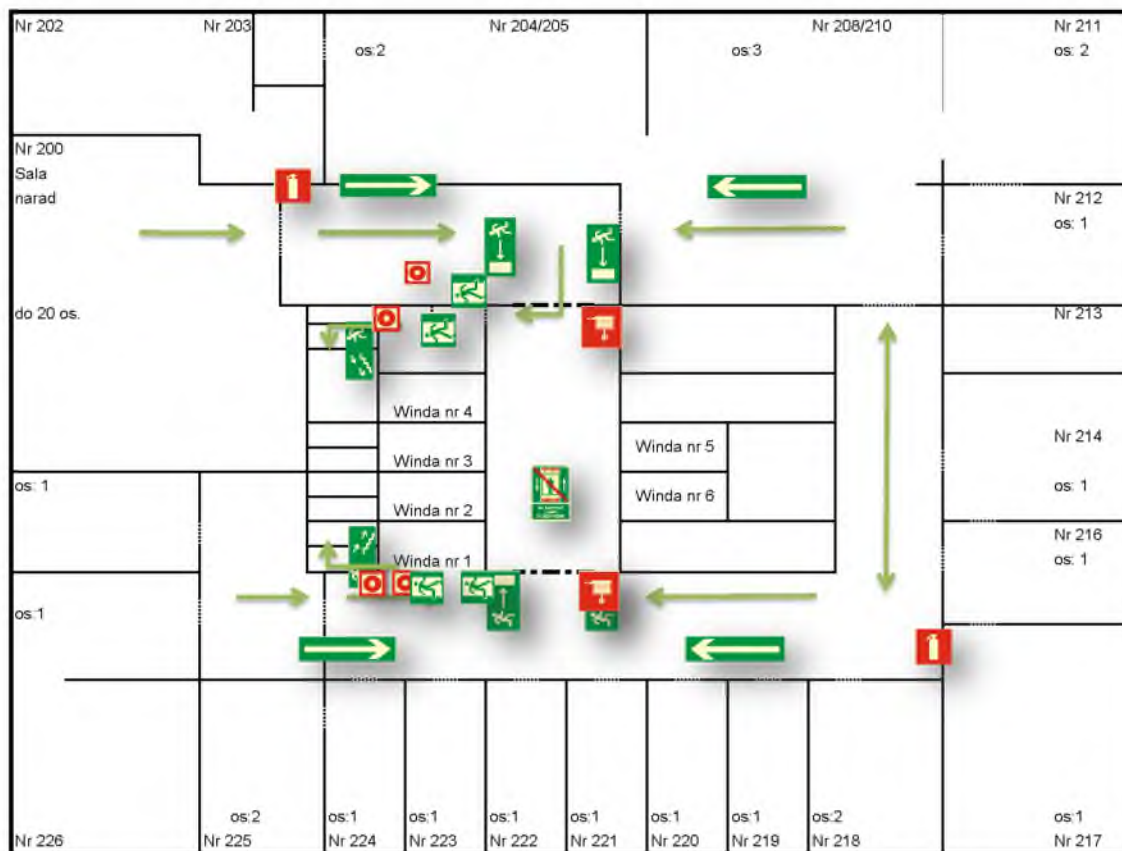 Nr 202
Nr 203
Nr 204/205
Nr 208/210
Nr 211
os:2
os:3
os: 2
Nr 200
Sala
narad
Nr 212
os: 1
do 20 os.
Nr 213
Winda nr 4
Winda nr 5
Nr 214
Winda nr 3
os: 1
Winda nr 6
os: 1
Winda nr 2
Nr 216
Winda nr 1
os: 1
os:1
os:2
os:1
os:1
os:1
os:1
os:1
os:1
os:2
os:1
Nr 226
Nr 225
Nr 224
Nr 223
Nr 222
Nr 221
Nr 220
Nr 219
Nr 218
Nr 217